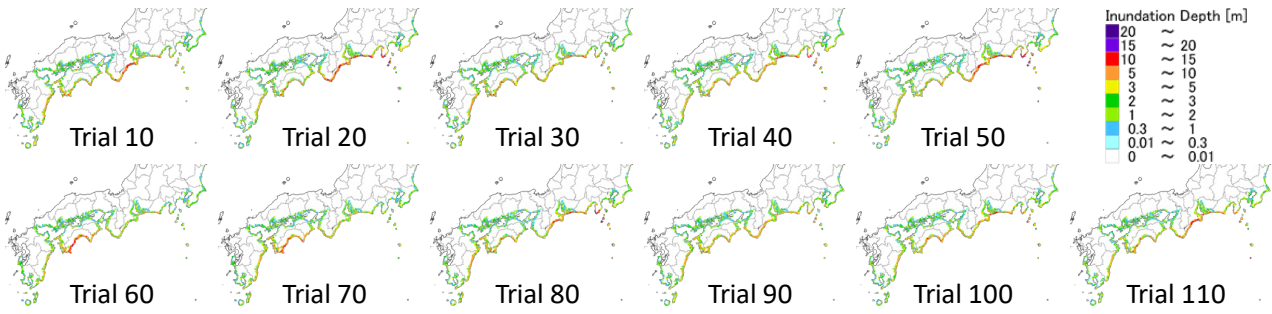 Inundation Depth [m]
20 ~
15 ~ 20
10 ~ 15
5 ~ 10
3 ~ 5
2 ~ 3
1 ~ 2
0.3 ~ 1
0.01 ~ 0.3
0 ~ 0.01
Trial 10
Trial 20
Trial 30
Trial 40
Trial 50
Trial 60
Trial 70
Trial 80
Trial 90
Trial 100
Trial 110